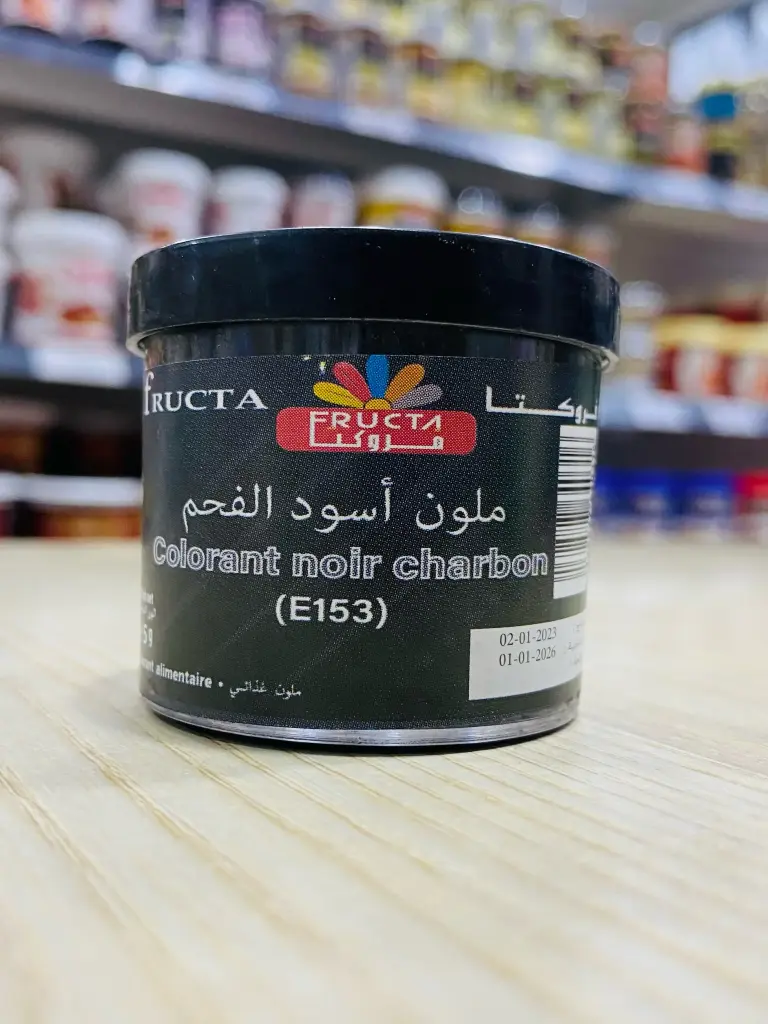 FRUCTA
فروكتا
FRUCTA
فروكتا
ملون أسود الفحم
Colorant noir charbon
(E153)
02-01-2023
01-01-2026
alimentaire • ملون غذائي